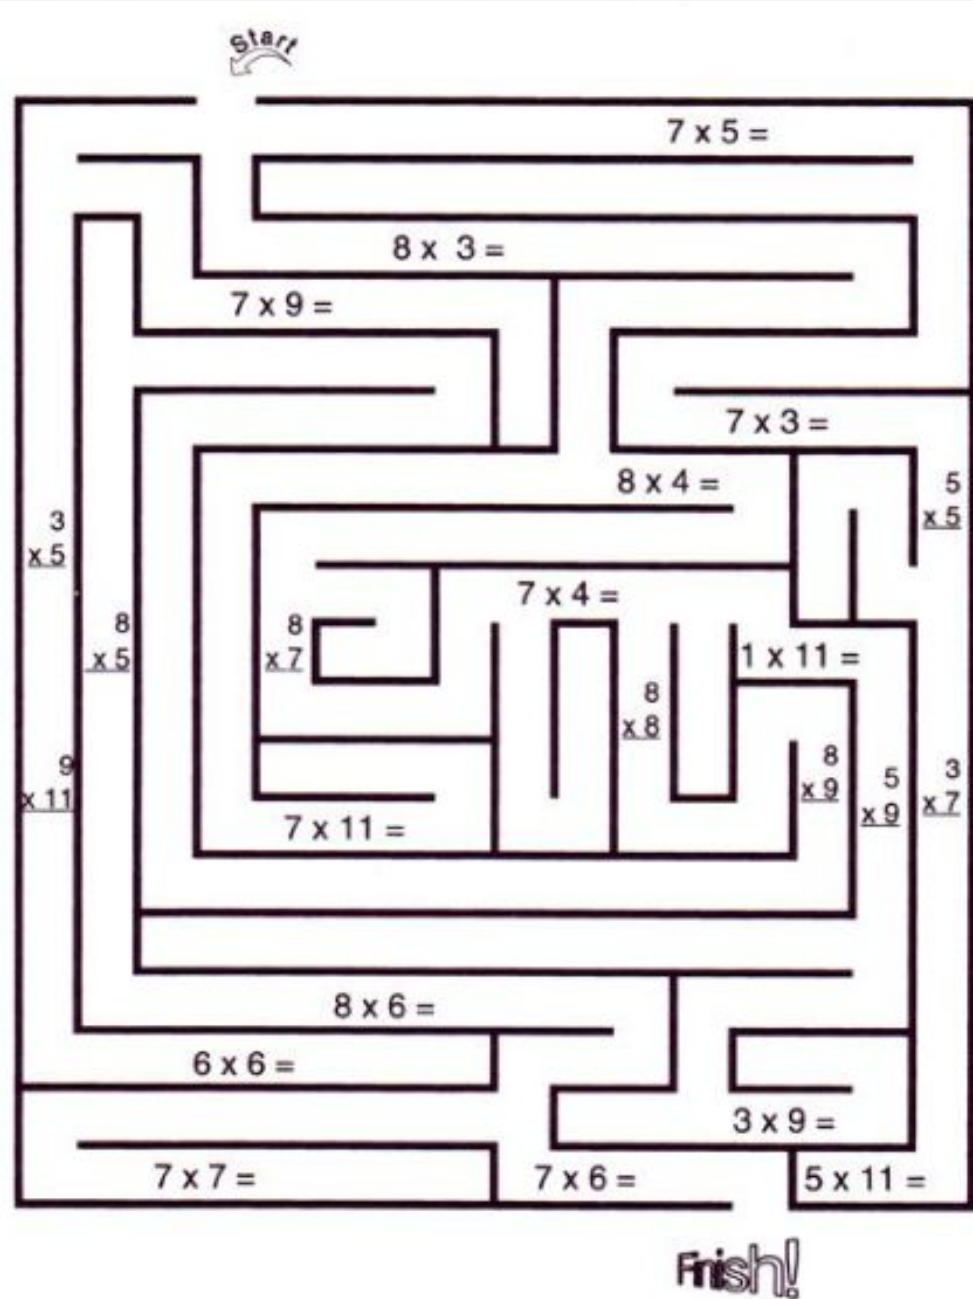 Start
7 x 5 =
8 x 3 =
7 x 9 =
7 x 3 =
8 x 4 =
5
x 5
3
x 5
7 x 4 =
8
x 5
8
x 7
1 x 11 =
8
x 8
9
x 11
8
x 9
5
x 9
3
x 7
7 x 11 =
8 x 6 =
6 x 6 =
3 x 9 =
7 x 7 =
7 x 6 =
5 x 11 =
Finish!